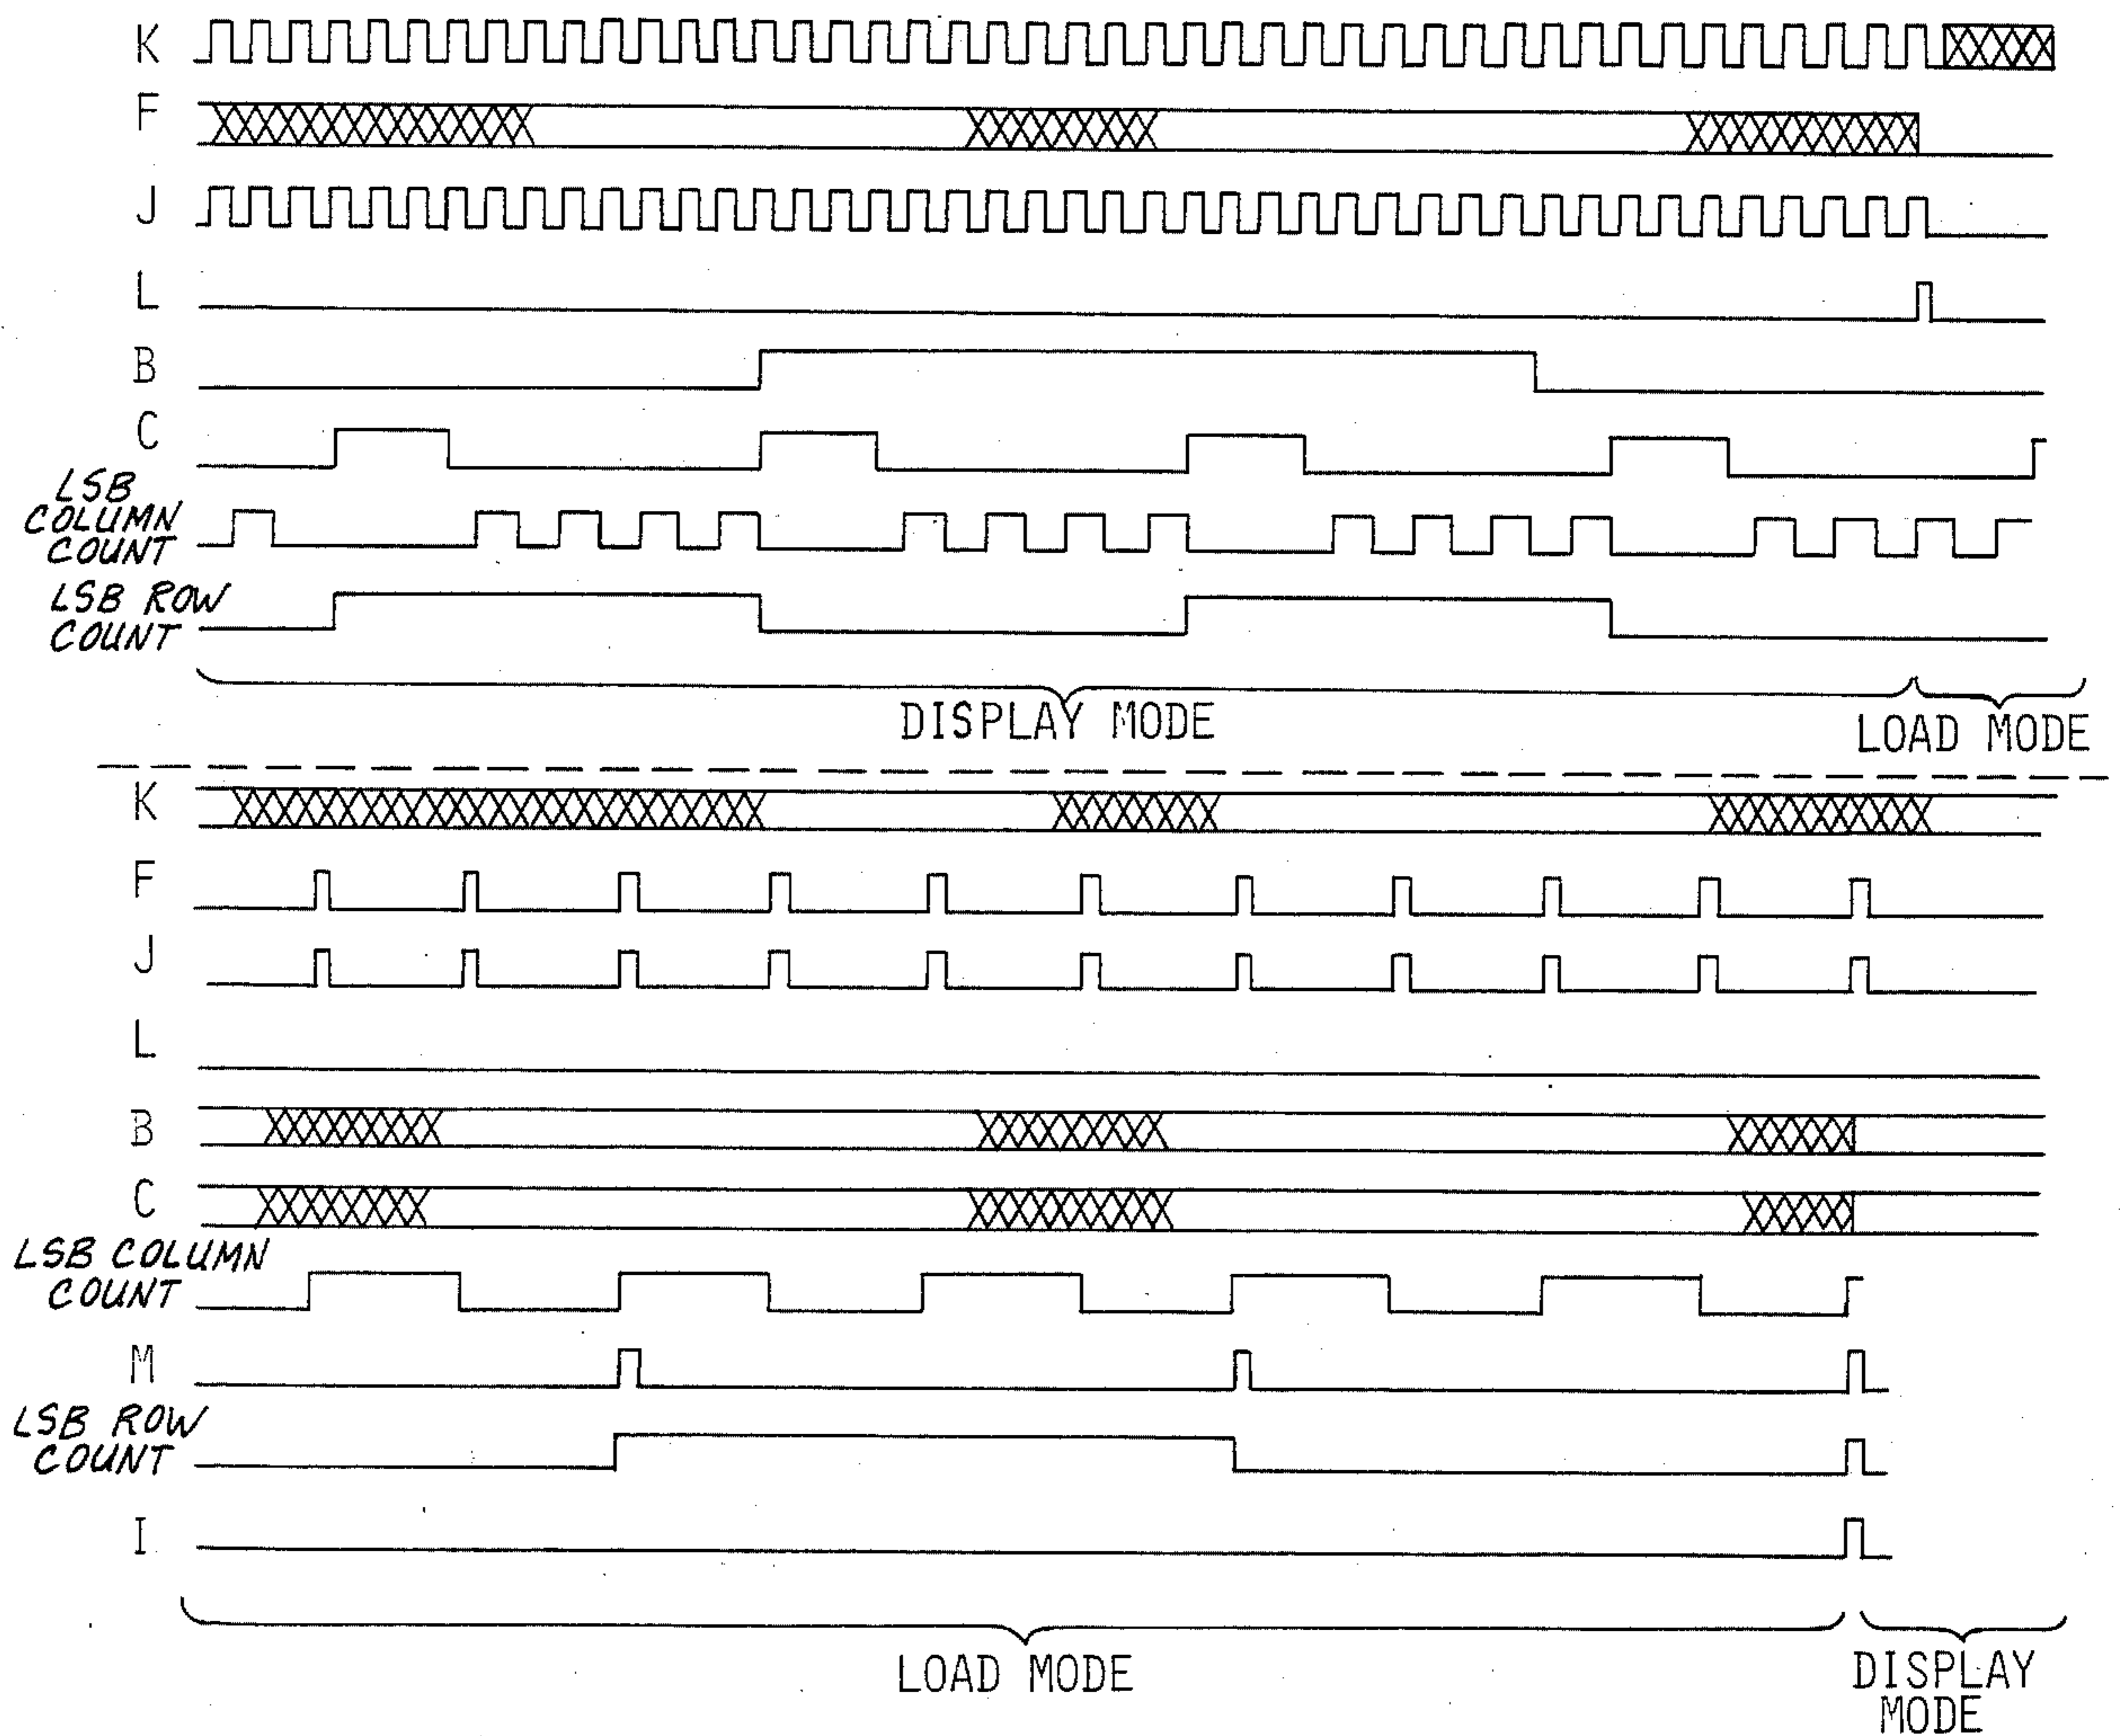 K
F
J
L
B
C
LSB
COLUMN
COUNT
LSB ROW
COUNT
DISPLAY MODE
LOAD MODE
K
F
J
L
B
C
LSB COLUMN
COUNT
M
LSB ROW
COUNT
I
LOAD MODE
DISPLAY
MODE